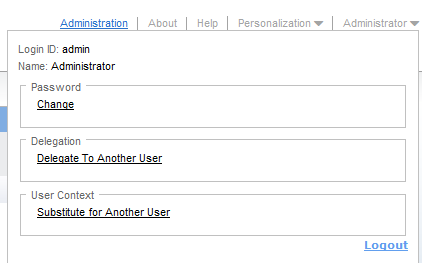 Administration About Help Personalization Administrator
Login ID: admin
Name: Administrator
Password
Change
Delegation
Delegate To Another User
User Context
Substitute for Another User
Logout